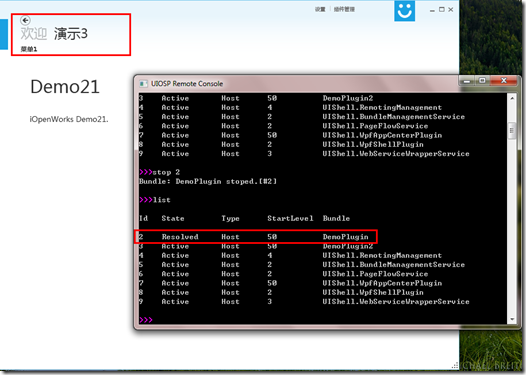 设置 | 组件管理
欢迎 演示3
菜单1
Demo21
iOpenWorks Demo21.
UIOSP Remote Console
3 Active Host 50 DemoPlugin2
4 Active Host 4 UIShell.RemotingManagement
5 Active Host 2 UIShell.BundleManagementService
6 Active Host 2 UIShell.PageFlowService
7 Active Host 50 UIShell.WpfAppCenterPlugin
8 Active Host 2 UIShell.WpfShellPlugin
9 Active Host 3 UIShell.WebServiceWrapperService
>>>stop 2
Bundle: DemoPlugin stoped.[#2]
>>>list
Id State Type StartLevel Bundle
2 Resolved Host 50 DemoPlugin
3 Active Host 50 DemoPlugin2
4 Active Host 4 UIShell.RemotingManagement
5 Active Host 2 UIShell.BundleManagementService
6 Active Host 2 UIShell.PageFlowService
7 Active Host 50 UIShell.WpfAppCenterPlugin
8 Active Host 2 UIShell.WpfShellPlugin
9 Active Host 3 UIShell.WebServiceWrapperService
>>>